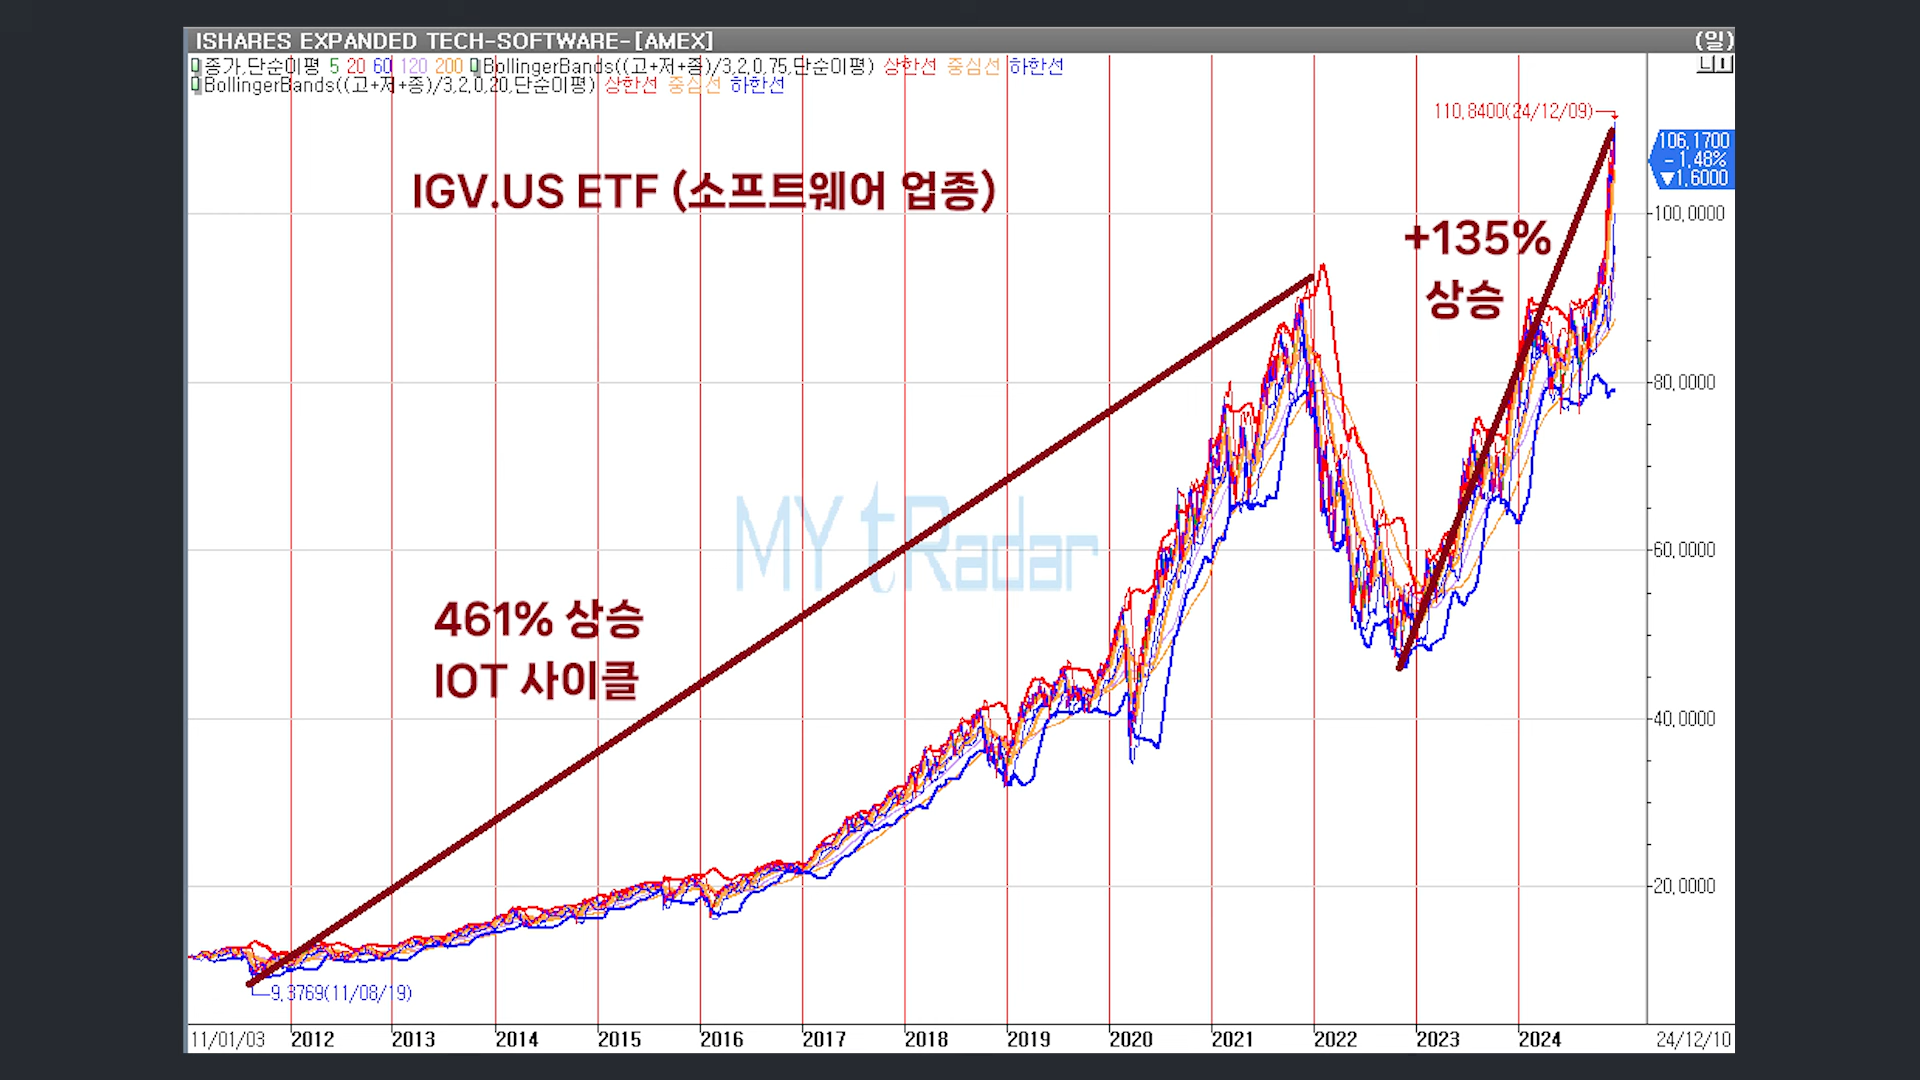 ISHARES EXPANDED TECH-SOFTWARE-[AMEX] (일)
종가,단순이평 5 20 60 120 200 BollingerBands((고+저+종)/3,2,0,75,단순이평) 상한선 중심선 하한선
BollingerBands((고+저+종)/3,2,0,20,단순이평) 상한선 중심선 하한선
110,8400(24/12/09)
106,1700
-1,48%
▼1,6000
IGV.US ETF (소프트웨어 업종)
100,0000
+135%
상승
80,0000
MY tRadar
60,0000
461% 상승
IOT 사이클
40,0000
20,0000
9,3769(11/08/19)
11/01/03 2012 2013 2014 2015 2016 2017 2018 2019 2020 2021 2022 2023 2024 24/12/10